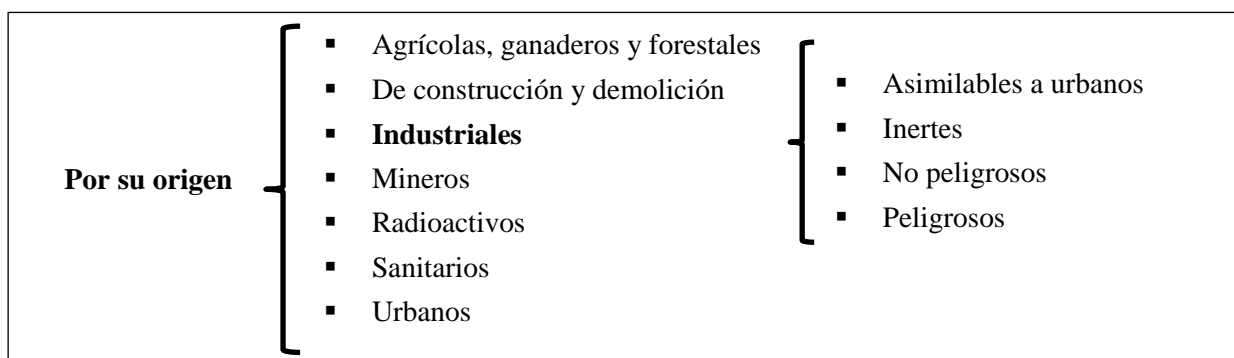 Por su origen
Agrícolas, ganaderos y forestales
De construcción y demolición
Industriales
Mineros
Radioactivos
Sanitarios
Urbanos
Asimilables a urbanos
Inertes
No peligrosos
Peligrosos